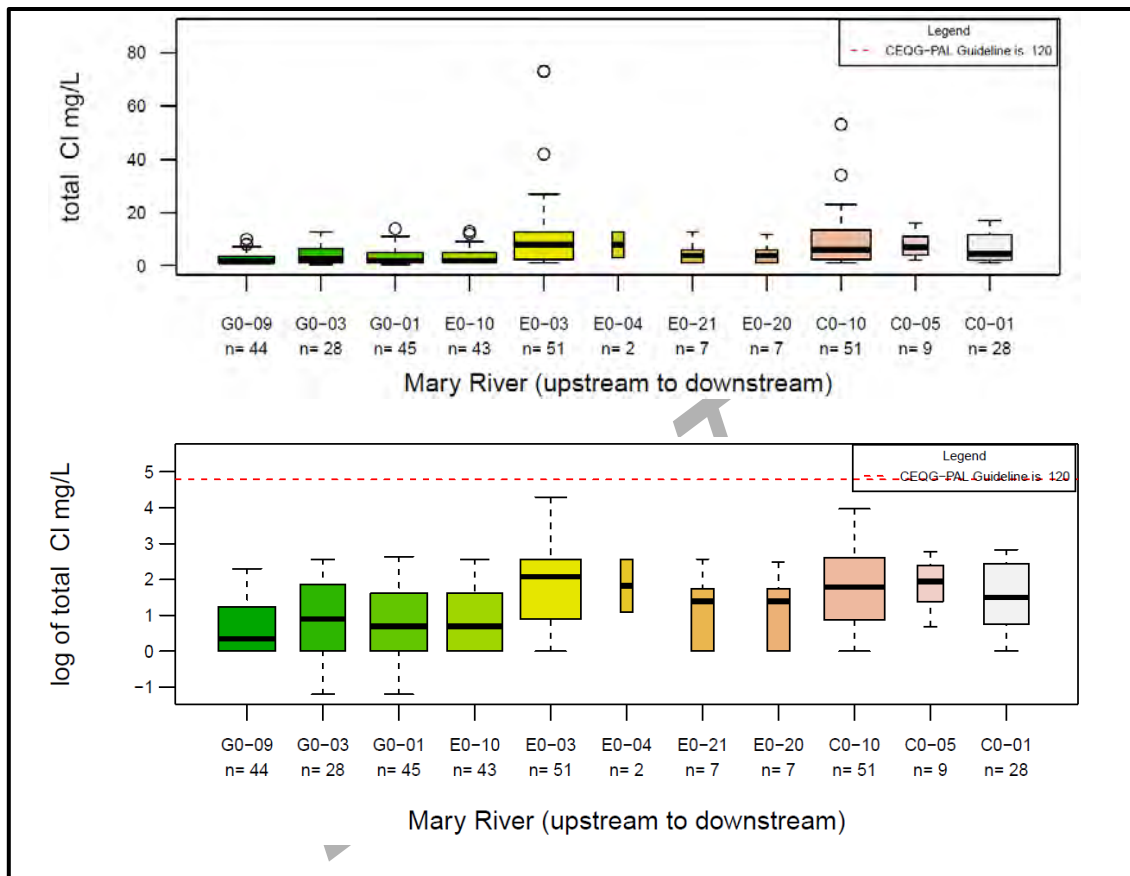 Legend
CEQG-PAL Guideline is 120
total Cl mg/L
80
60
40
20
0
G0-09 G0-03 G0-01 E0-10 E0-03 E0-04 E0-21 E0-20 C0-10 C0-05 C0-01
n= 44 n= 28 n= 45 n= 43 n= 51 n= 2 n= 7 n= 7 n= 51 n= 9 n= 28
Mary River (upstream to downstream)
Legend
CEQG-PAL Guideline is 120
log of total Cl mg/L
5
4
3
2
1
0
-1
G0-09 G0-03 G0-01 E0-10 E0-03 E0-04 E0-21 E0-20 C0-10 C0-05 C0-01
n= 44 n= 28 n= 45 n= 43 n= 51 n= 2 n= 7 n= 7 n= 51 n= 9 n= 28
Mary River (upstream to downstream)